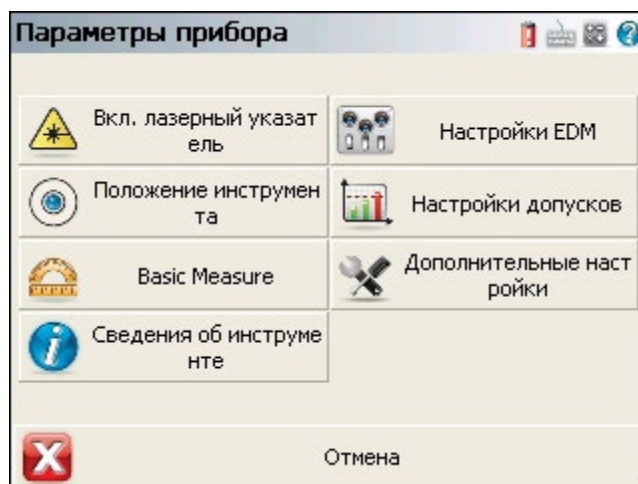 Параметры прибора
Вкл. лазерный указат
ель
Настройки EDM
Положение инструмен
та
Настройки допусков
Basic Measure
Дополнительные наст
ройки
Сведения об инструме
нте
Отмена